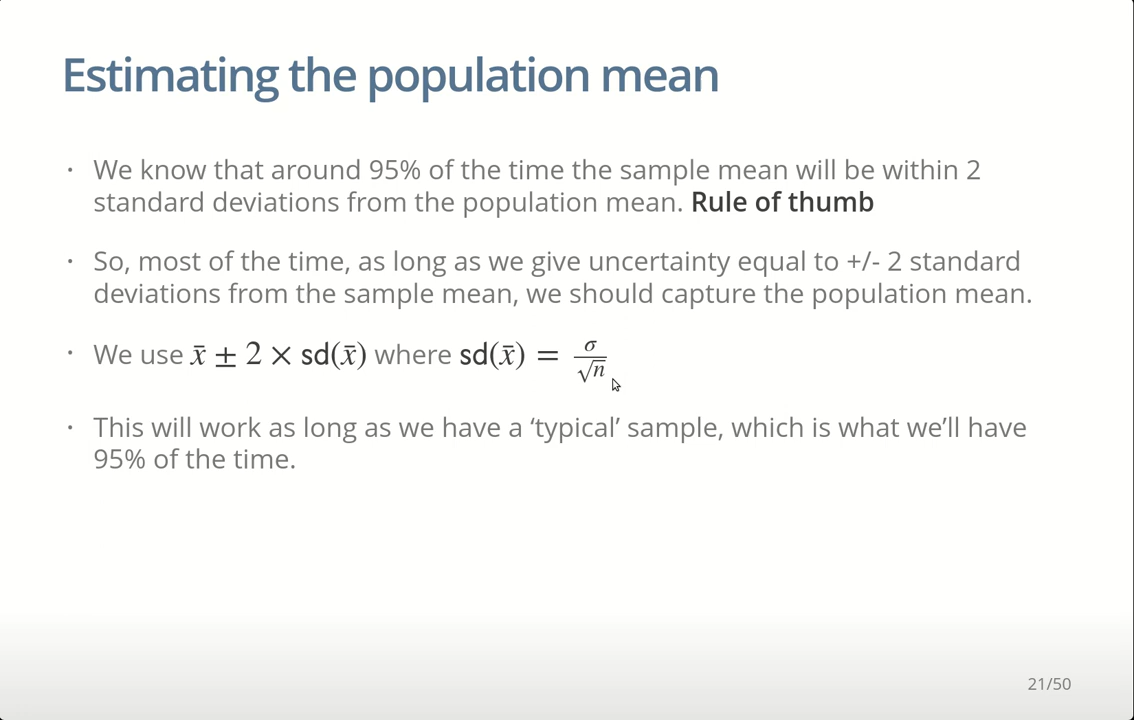 Estimating the population mean
• We know that around 95% of the time the sample mean will be within 2
standard deviations from the population mean. Rule of thumb
• So, most of the time, as long as we give uncertainty equal to +/- 2 standard
deviations from the sample mean, we should capture the population mean.
• We use x̄ ± 2 × sd(x̄) where sd(x̄) = σ/√n
• This will work as long as we have a ‘typical’ sample, which is what we’ll have
95% of the time.
21/50